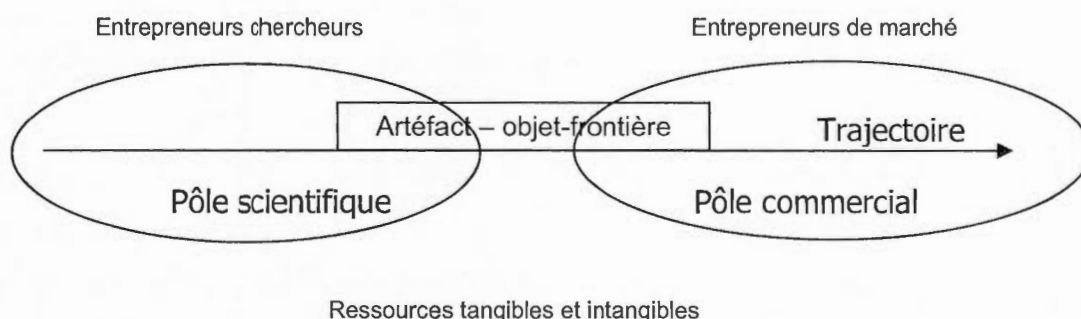 Entrepreneurs chercheurs
Entrepreneurs de marché
Artéfact – objet-frontière
Trajectoire
Pôle scientifique
Pôle commercial
Ressources tangibles et intangibles